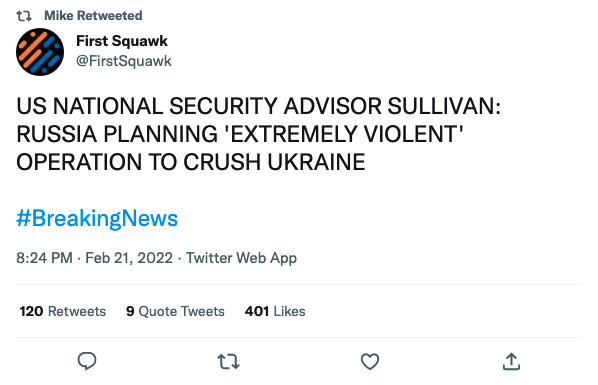 Mike Retweeted
First Squawk
@FirstSquawk
US NATIONAL SECURITY ADVISOR SULLIVAN:
RUSSIA PLANNING 'EXTREMELY VIOLENT'
OPERATION TO CRUSH UKRAINE
#BreakingNews
8:24 PM · Feb 21, 2022 · Twitter Web App
120 Retweets 9 Quote Tweets 401 Likes